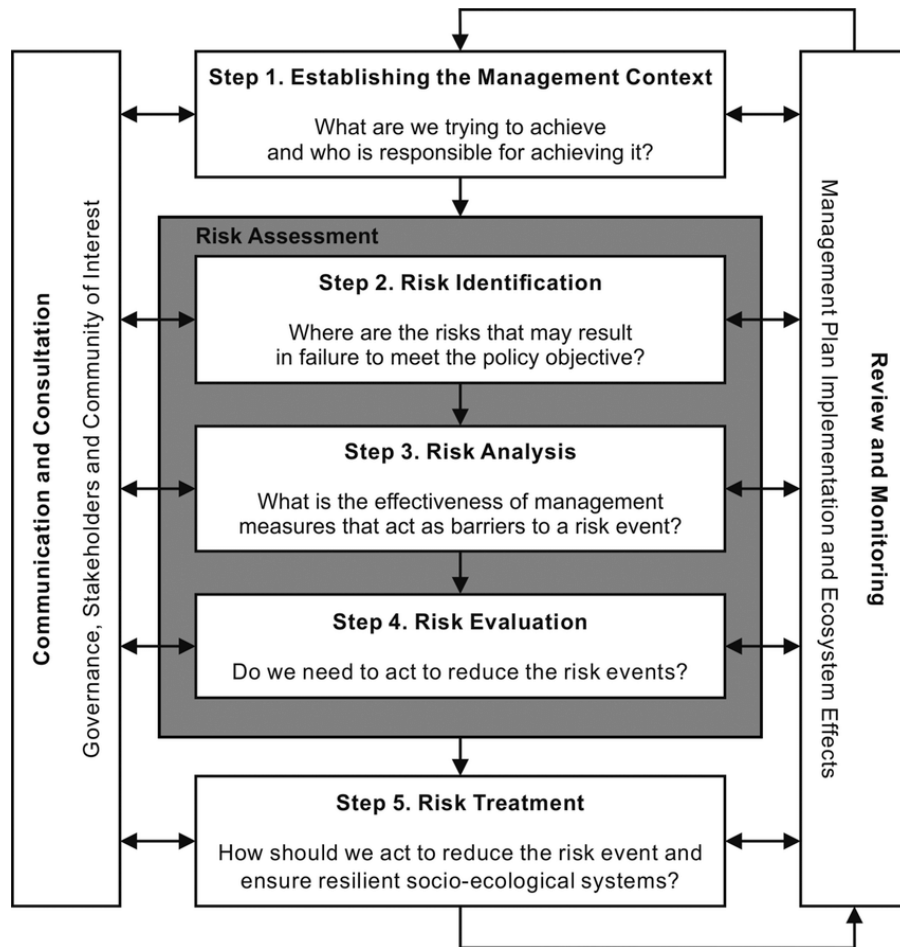 Communication and Consultation
Governance, Stakeholders and Community of Interest
Step 1. Establishing the Management Context
What are we trying to achieve
and who is responsible for achieving it?
Risk Assessment
Step 2. Risk Identification
Where are the risks that may result
in failure to meet the policy objective?
Step 3. Risk Analysis
What is the effectiveness of management
measures that act as barriers to a risk event?
Step 4. Risk Evaluation
Do we need to act to reduce the risk events?
Step 5. Risk Treatment
How should we act to reduce the risk event and
ensure resilient socio-ecological systems?
Review and Monitoring
Management Plan Implementation and Ecosystem Effects